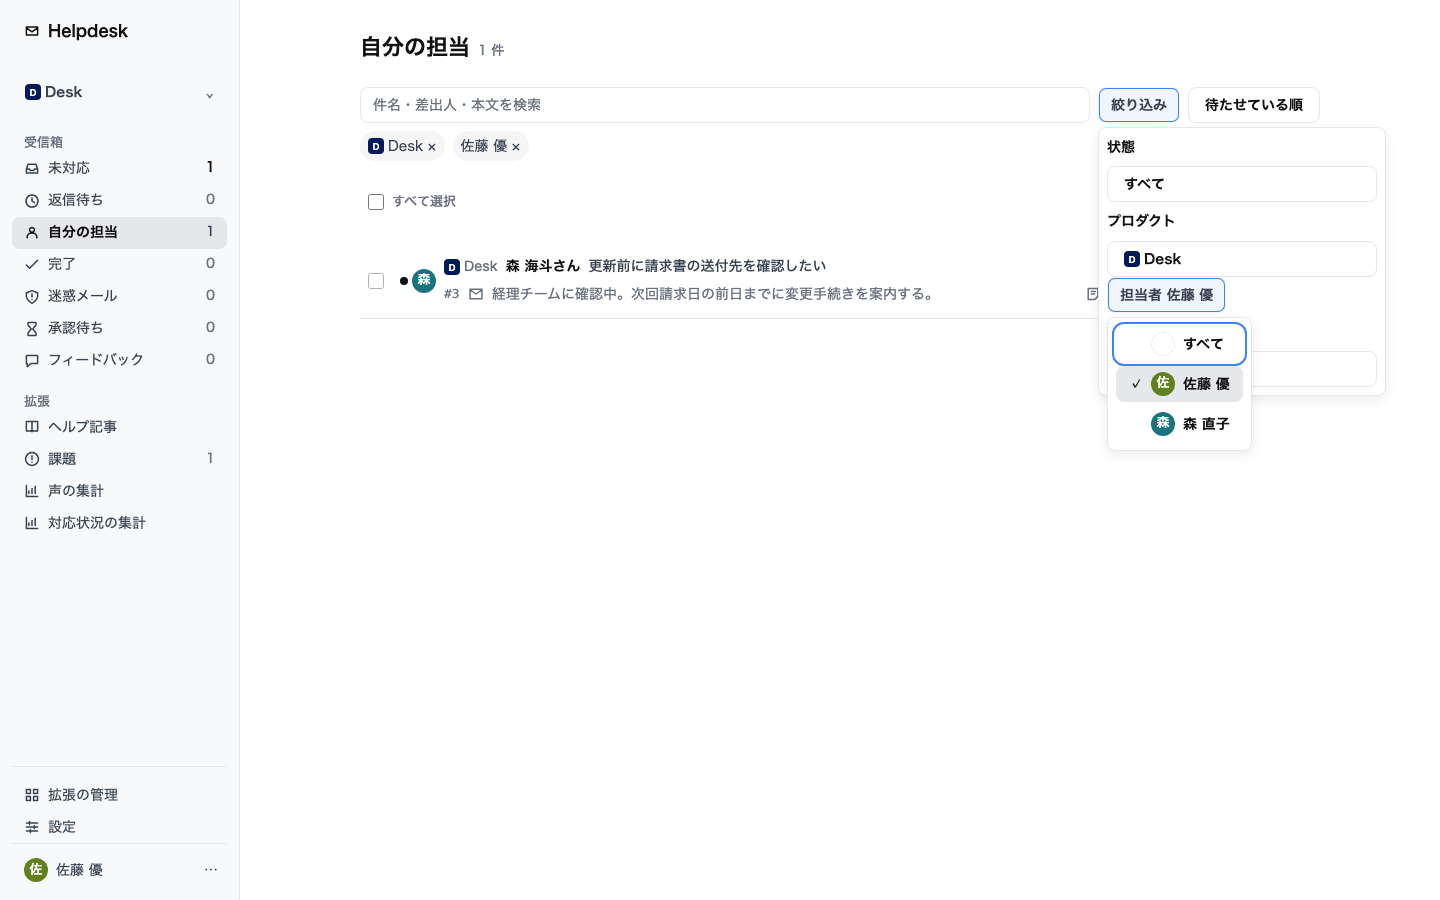 Helpdesk
D Desk
受信箱
未対応 1
返信待ち 0
自分の担当 1
完了 0
迷惑メール 0
承認待ち 0
フィードバック 0
拡張
ヘルプ記事
課題 1
声の集計
対応状況の集計
拡張の管理
設定
佐 佐藤 優 …
自分の担当 1 件
件名・差出人・本文を検索
絞り込み
待たせている順
D Desk ×
佐藤 優 ×
すべて選択
森 D Desk 森 海斗さん 更新前に請求書の送付先を確認したい
#3 経理チームに確認中。次回請求日の前日までに変更手続きを案内する。
状態
すべて
プロダクト
D Desk
担当者 佐藤 優
すべて
✓ 佐 佐藤 優
森 森 直子